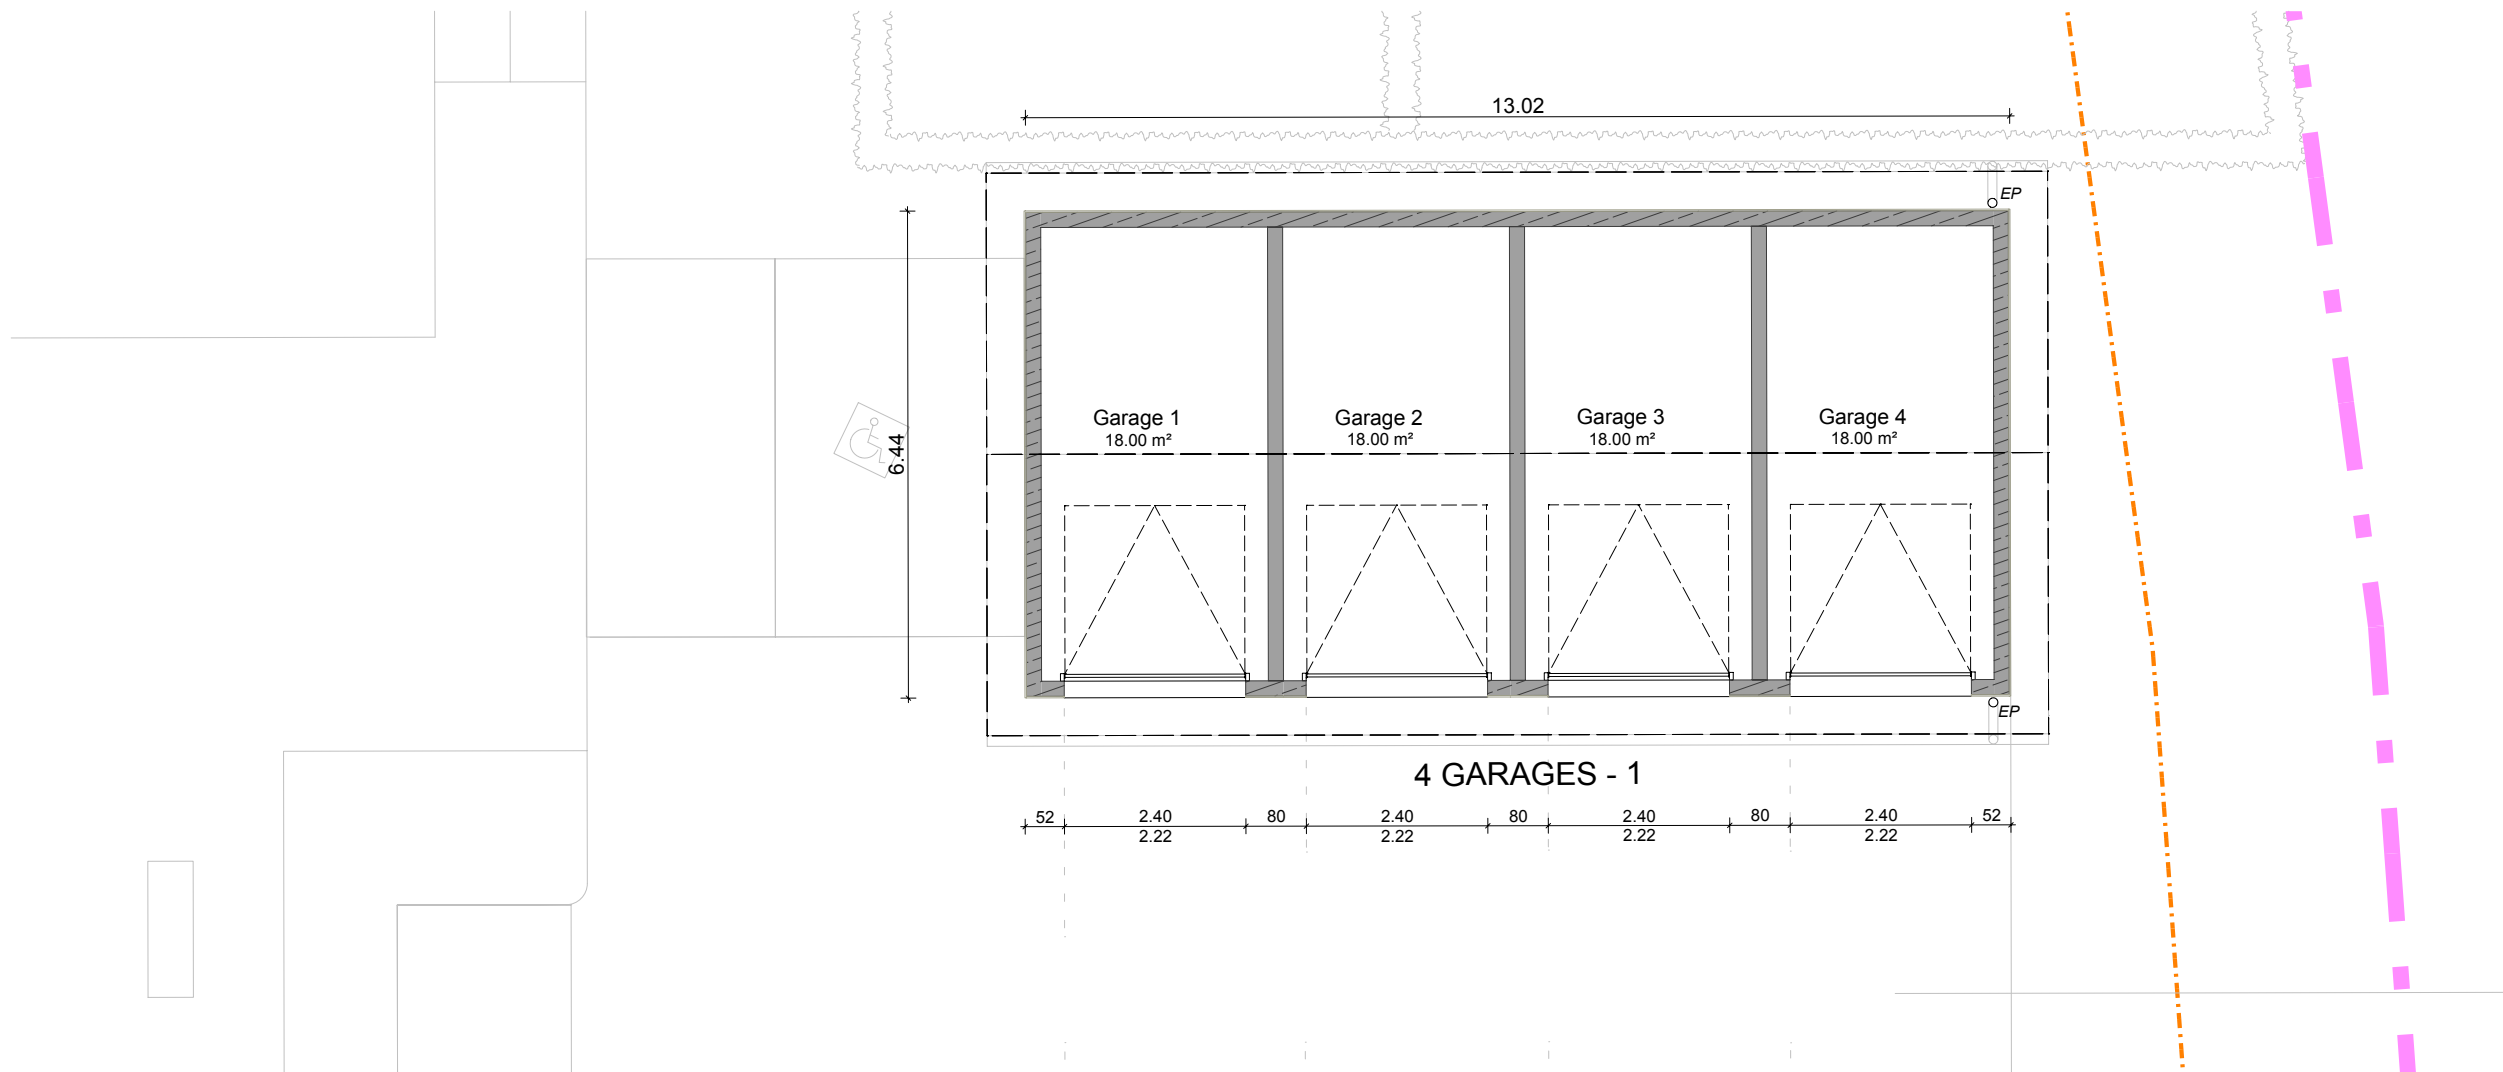 13.02
EP
6.44
Garage 1
18.00 m²
Garage 2
18.00 m²
Garage 3
18.00 m²
Garage 4
18.00 m²
EP
4 GARAGES - 1
52 2.40 80 2.40 80 2.40 80 2.40 52
2.22 2.22 2.22 2.22